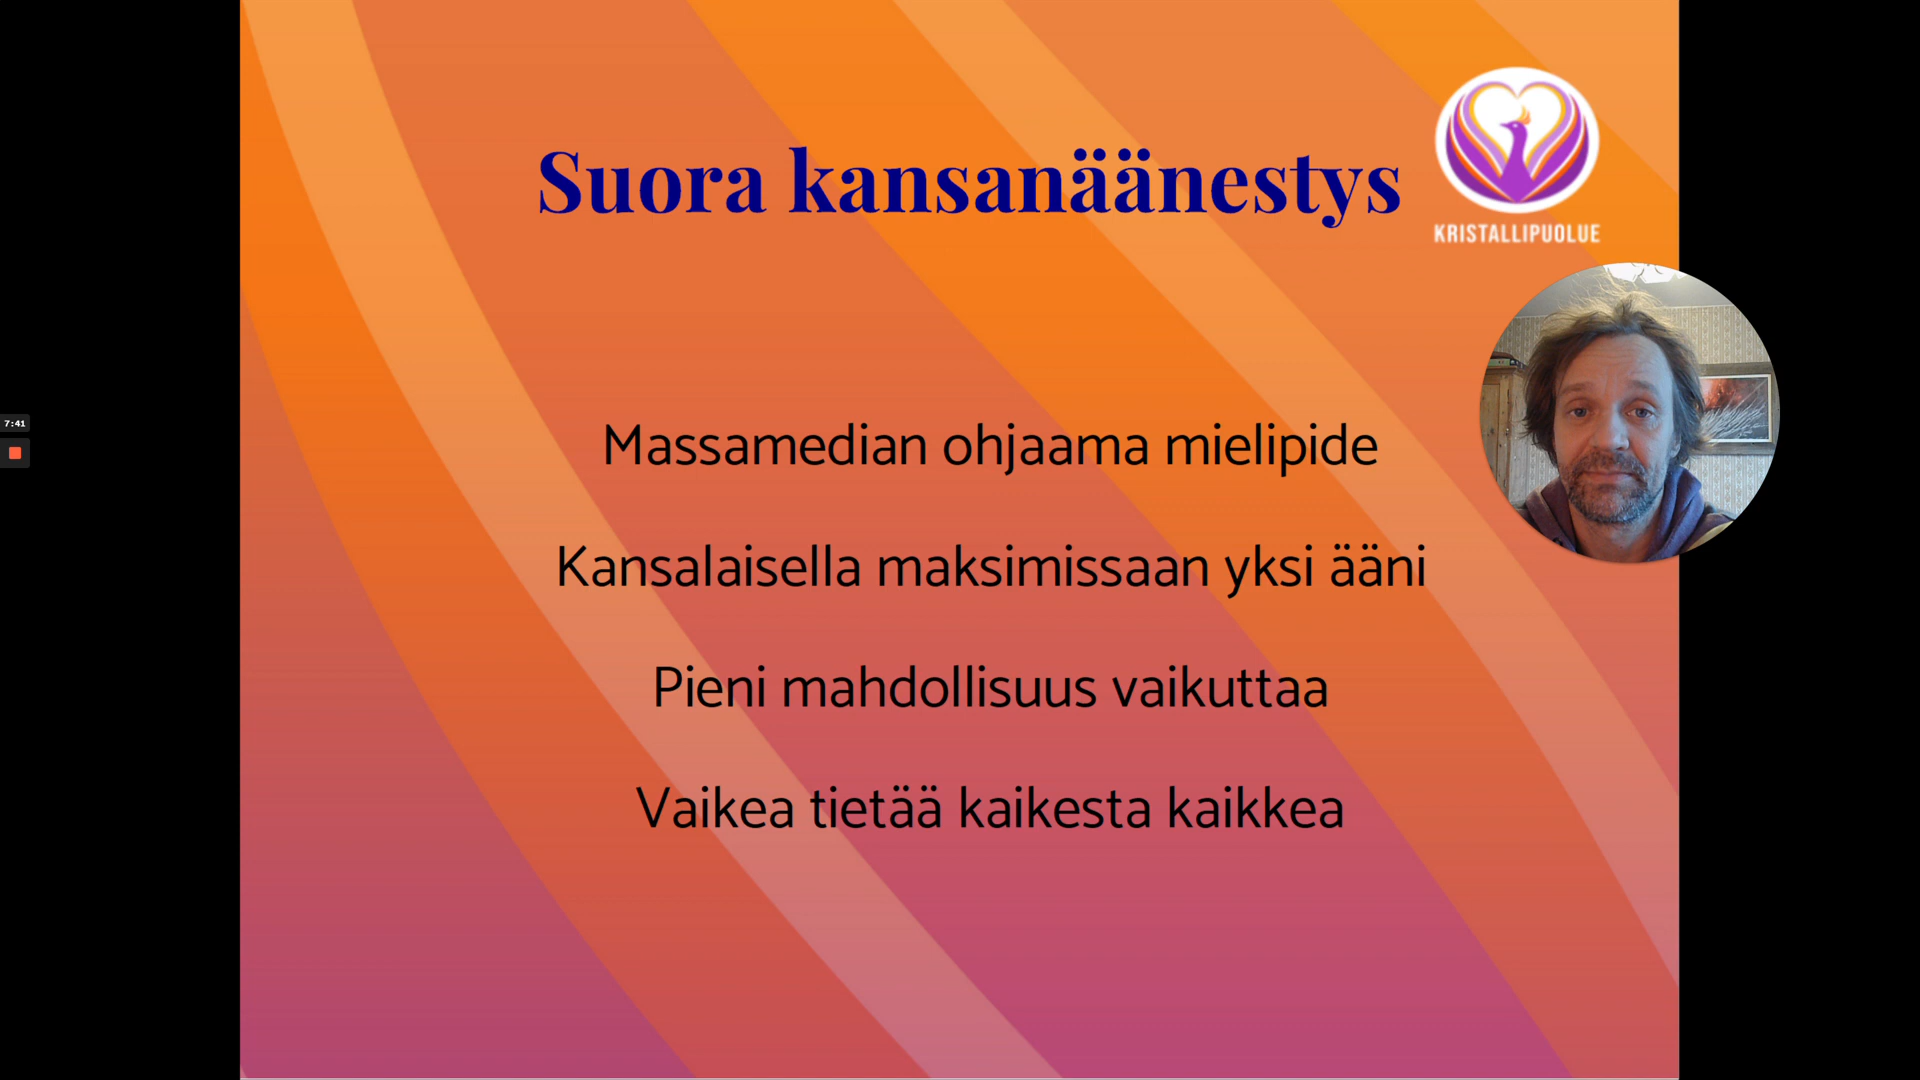 Suora kansanäänestys
KRISTALLIPUOLUE
7:41
Massamedian ohjaama mielipide
Kansalaisella maksimissaan yksi ääni
Pieni mahdollisuus vaikuttaa
Vaikea tietää kaikesta kaikkea